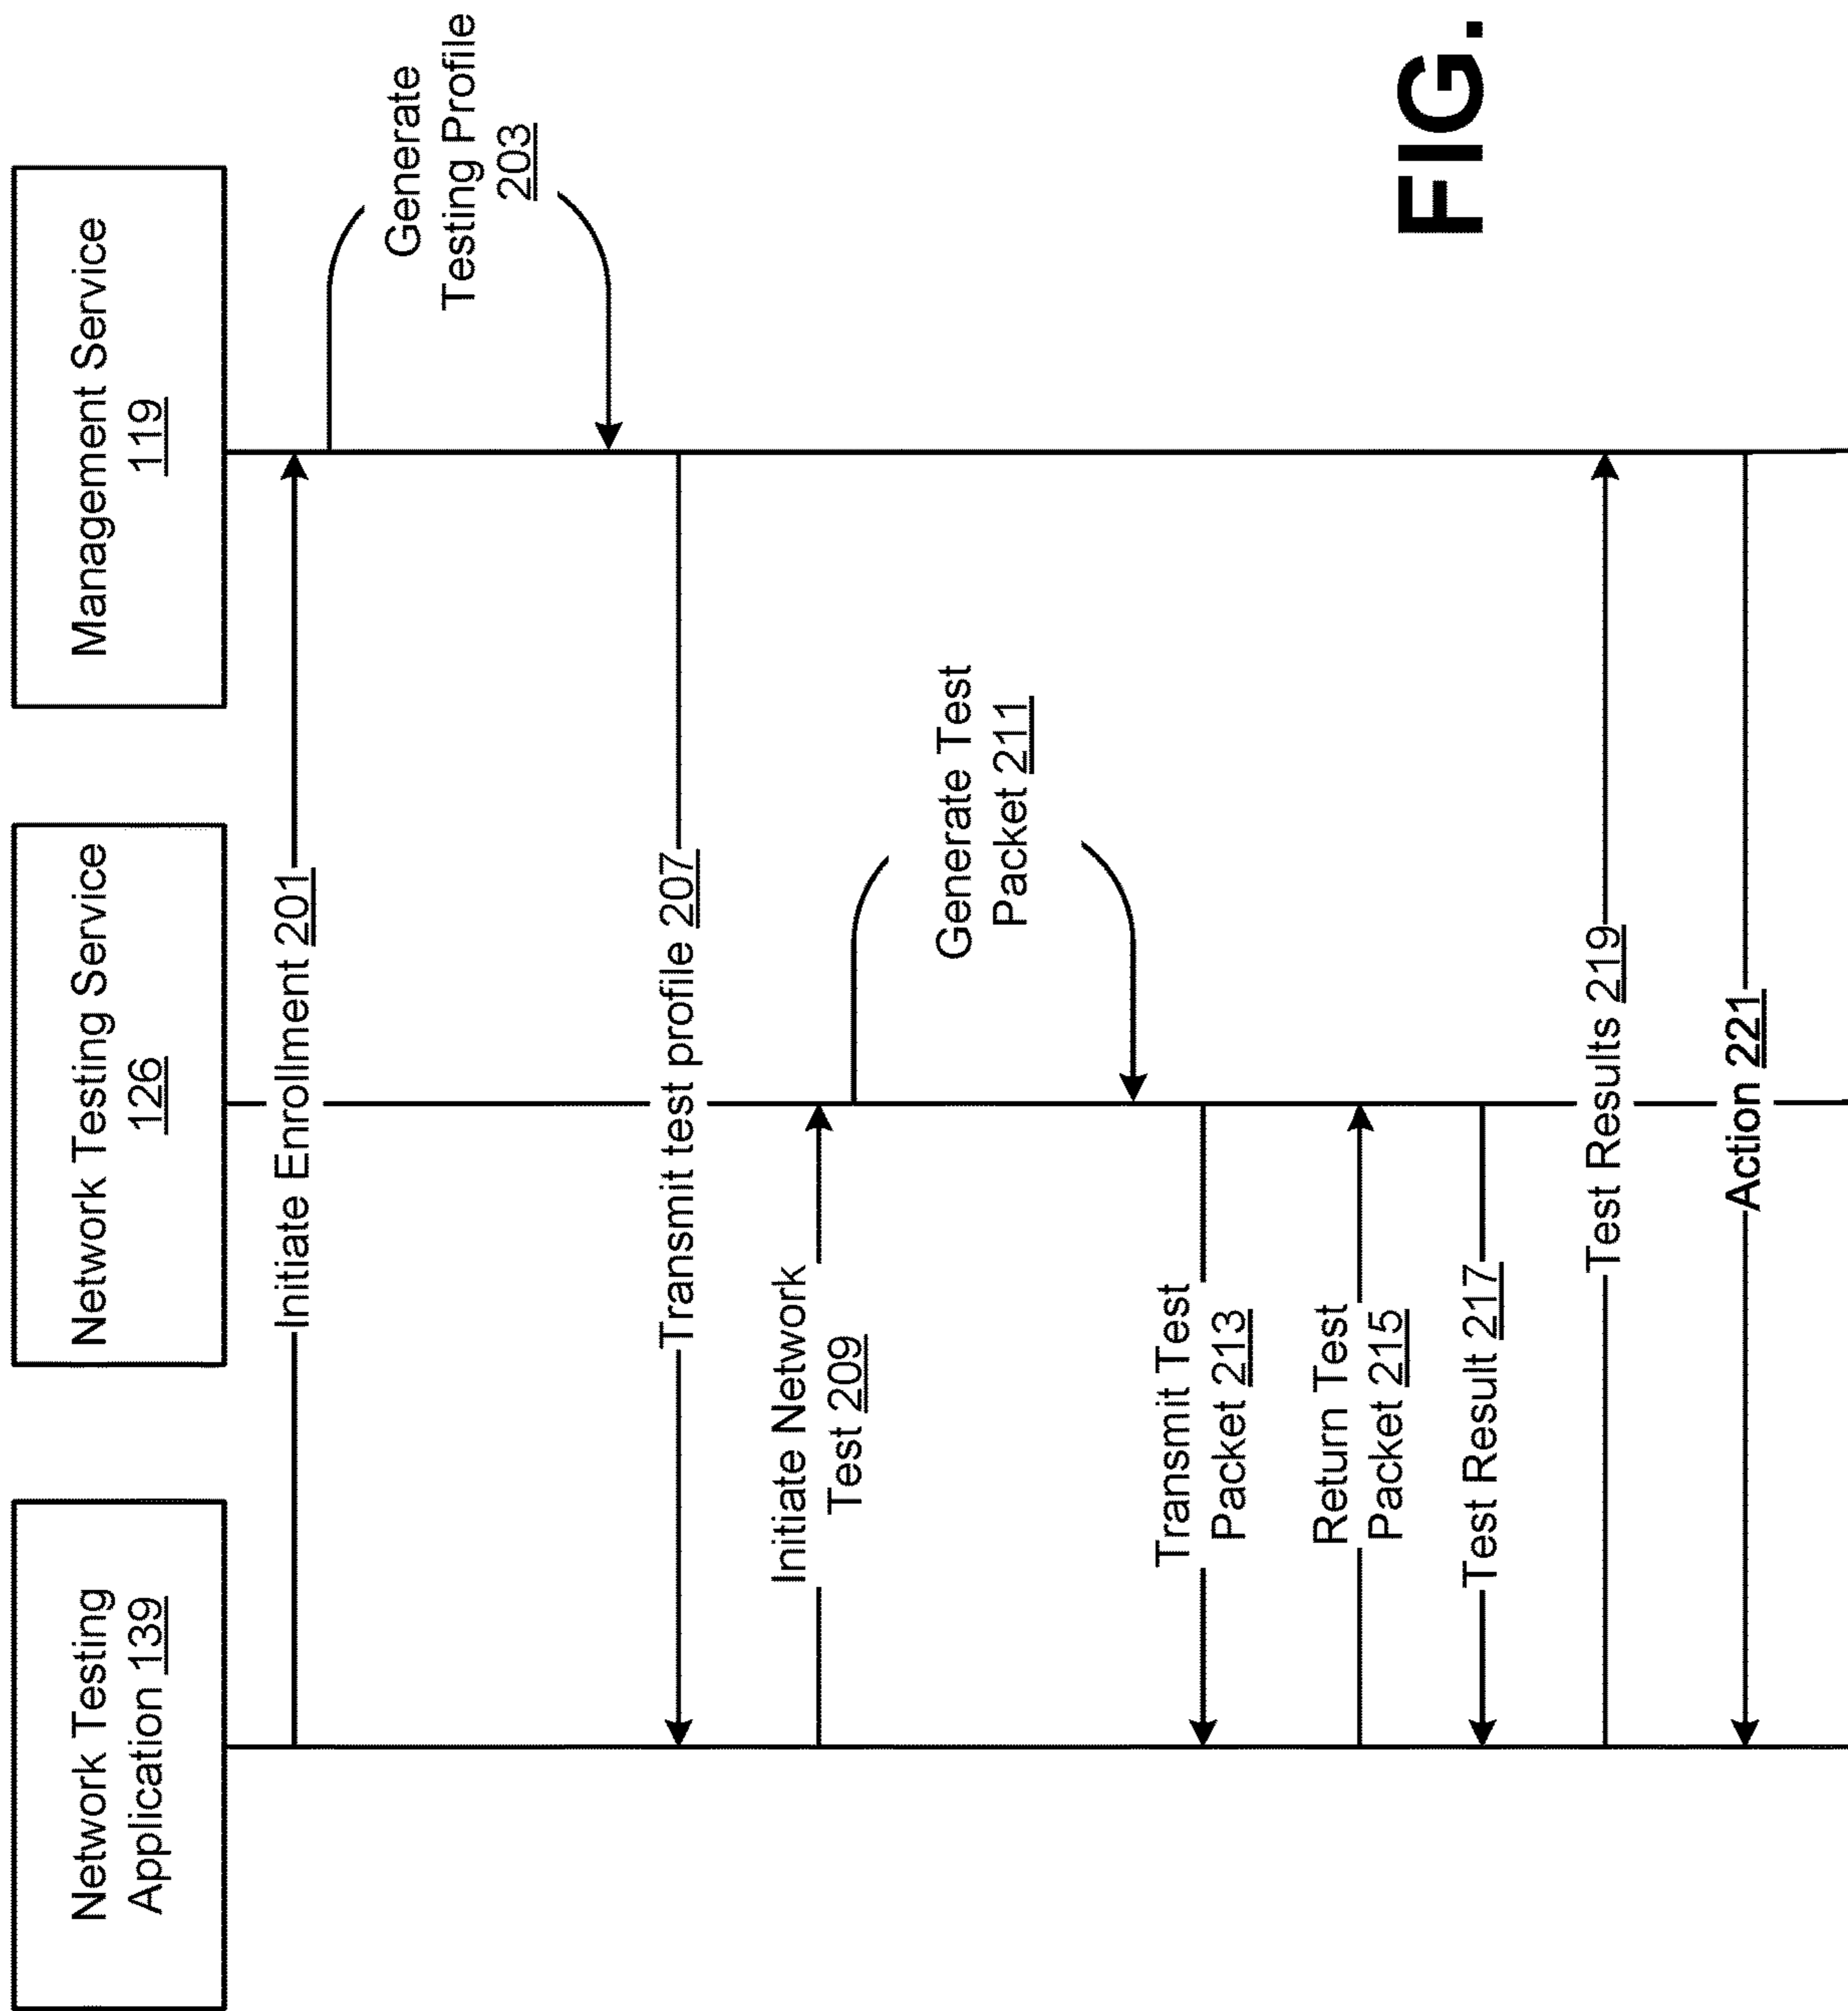 Network Testing
Application 139
Network Testing Service
126
Management Service
119
Initiate Enrollment 201
Generate
Testing Profile
203
Transmit test profile 207
Initiate Network
Test 209
Generate Test
Packet 211
Transmit Test
Packet 213
Return Test
Packet 215
Test Result 217
Test Results 219
Action 221
FIG.